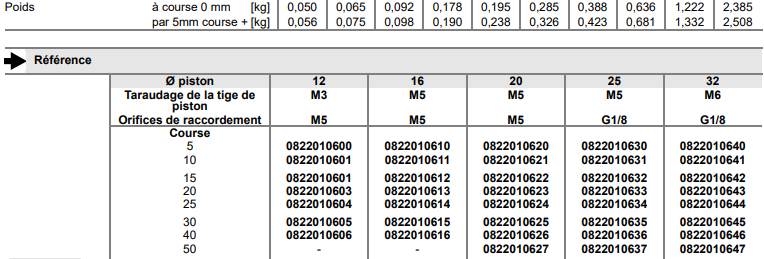 Poids à course 0 mm [kg] 0,050 0,065 0,092 0,178 0,195 0,285 0,388 0,636 1,222 2,385
par 5mm course + [kg] 0,056 0,075 0,098 0,190 0,238 0,326 0,423 0,681 1,332 2,508
Référence
Ø piston 12 16 20 25 32
Taraudage de la tige de M3 M5 M5 M5 M6
piston
Orifices de raccordement M5 M5 M5 G1/8 G1/8
Course
5 0822010600 0822010610 0822010620 0822010630 0822010640
10 0822010601 0822010611 0822010621 0822010631 0822010641
15 0822010601 0822010612 0822010622 0822010632 0822010642
20 0822010603 0822010613 0822010623 0822010633 0822010643
25 0822010604 0822010614 0822010624 0822010634 0822010644
30 0822010605 0822010615 0822010625 0822010635 0822010645
40 0822010606 0822010616 0822010626 0822010636 0822010646
50 - - 0822010627 0822010637 0822010647